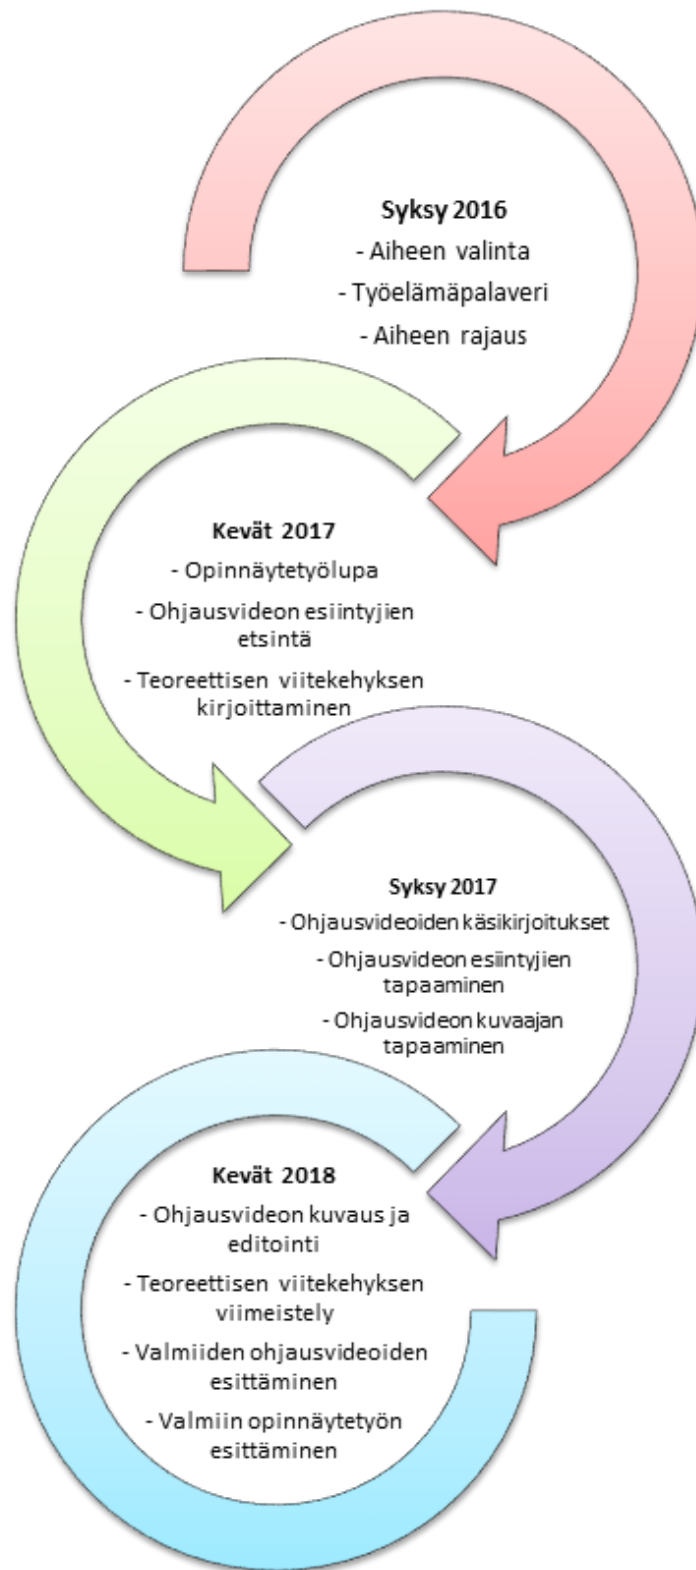 Syksy 2016
- Aiheen valinta
- Työelämäpalaveri
- Aiheen rajaus
Kevät 2017
- Opinnäytetyölupa
- Ohjausvideon esiintyjien
etsintä
- Teoreettisen viitekehyksen
kirjoittaminen
Syksy 2017
- Ohjausvideoiden käsikirjoitukset
- Ohjausvideon esiintyjien
tapaaminen
- Ohjausvideon kuvaajan
tapaaminen
Kevät 2018
- Ohjausvideon kuvaus ja
editointi
- Teoreettisen viitekehyksen
viimeistely
- Valmiiden ohjausvideoiden
esittäminen
- Valmiin opinnäytetyön
esittäminen